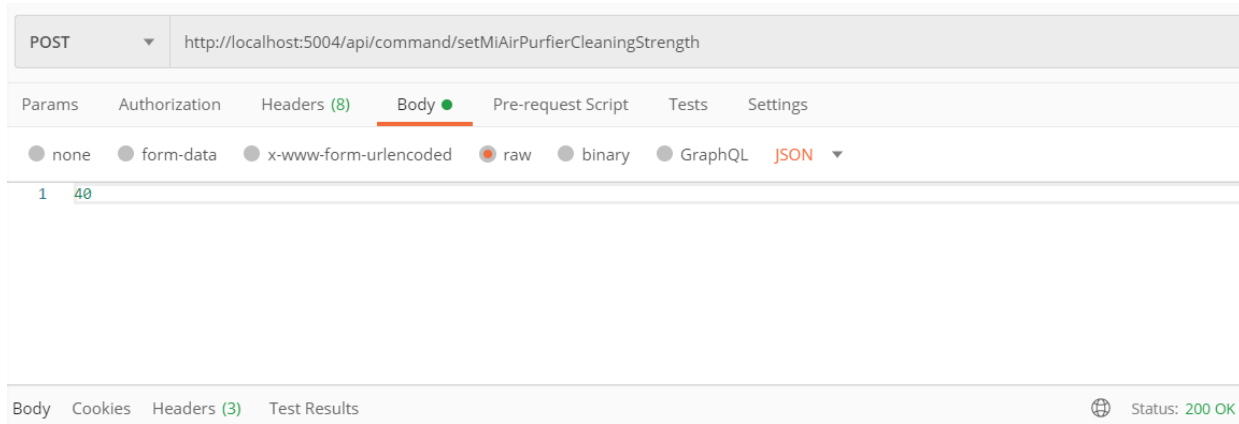 POST http://localhost:5004/api/command/setMiAirPurfierCleaningStrength
Params Authorization Headers (8) Body Pre-request Script Tests Settings
none form-data x-www-form-urlencoded raw binary GraphQL JSON
1 40
Body Cookies Headers (3) Test Results Status: 200 OK